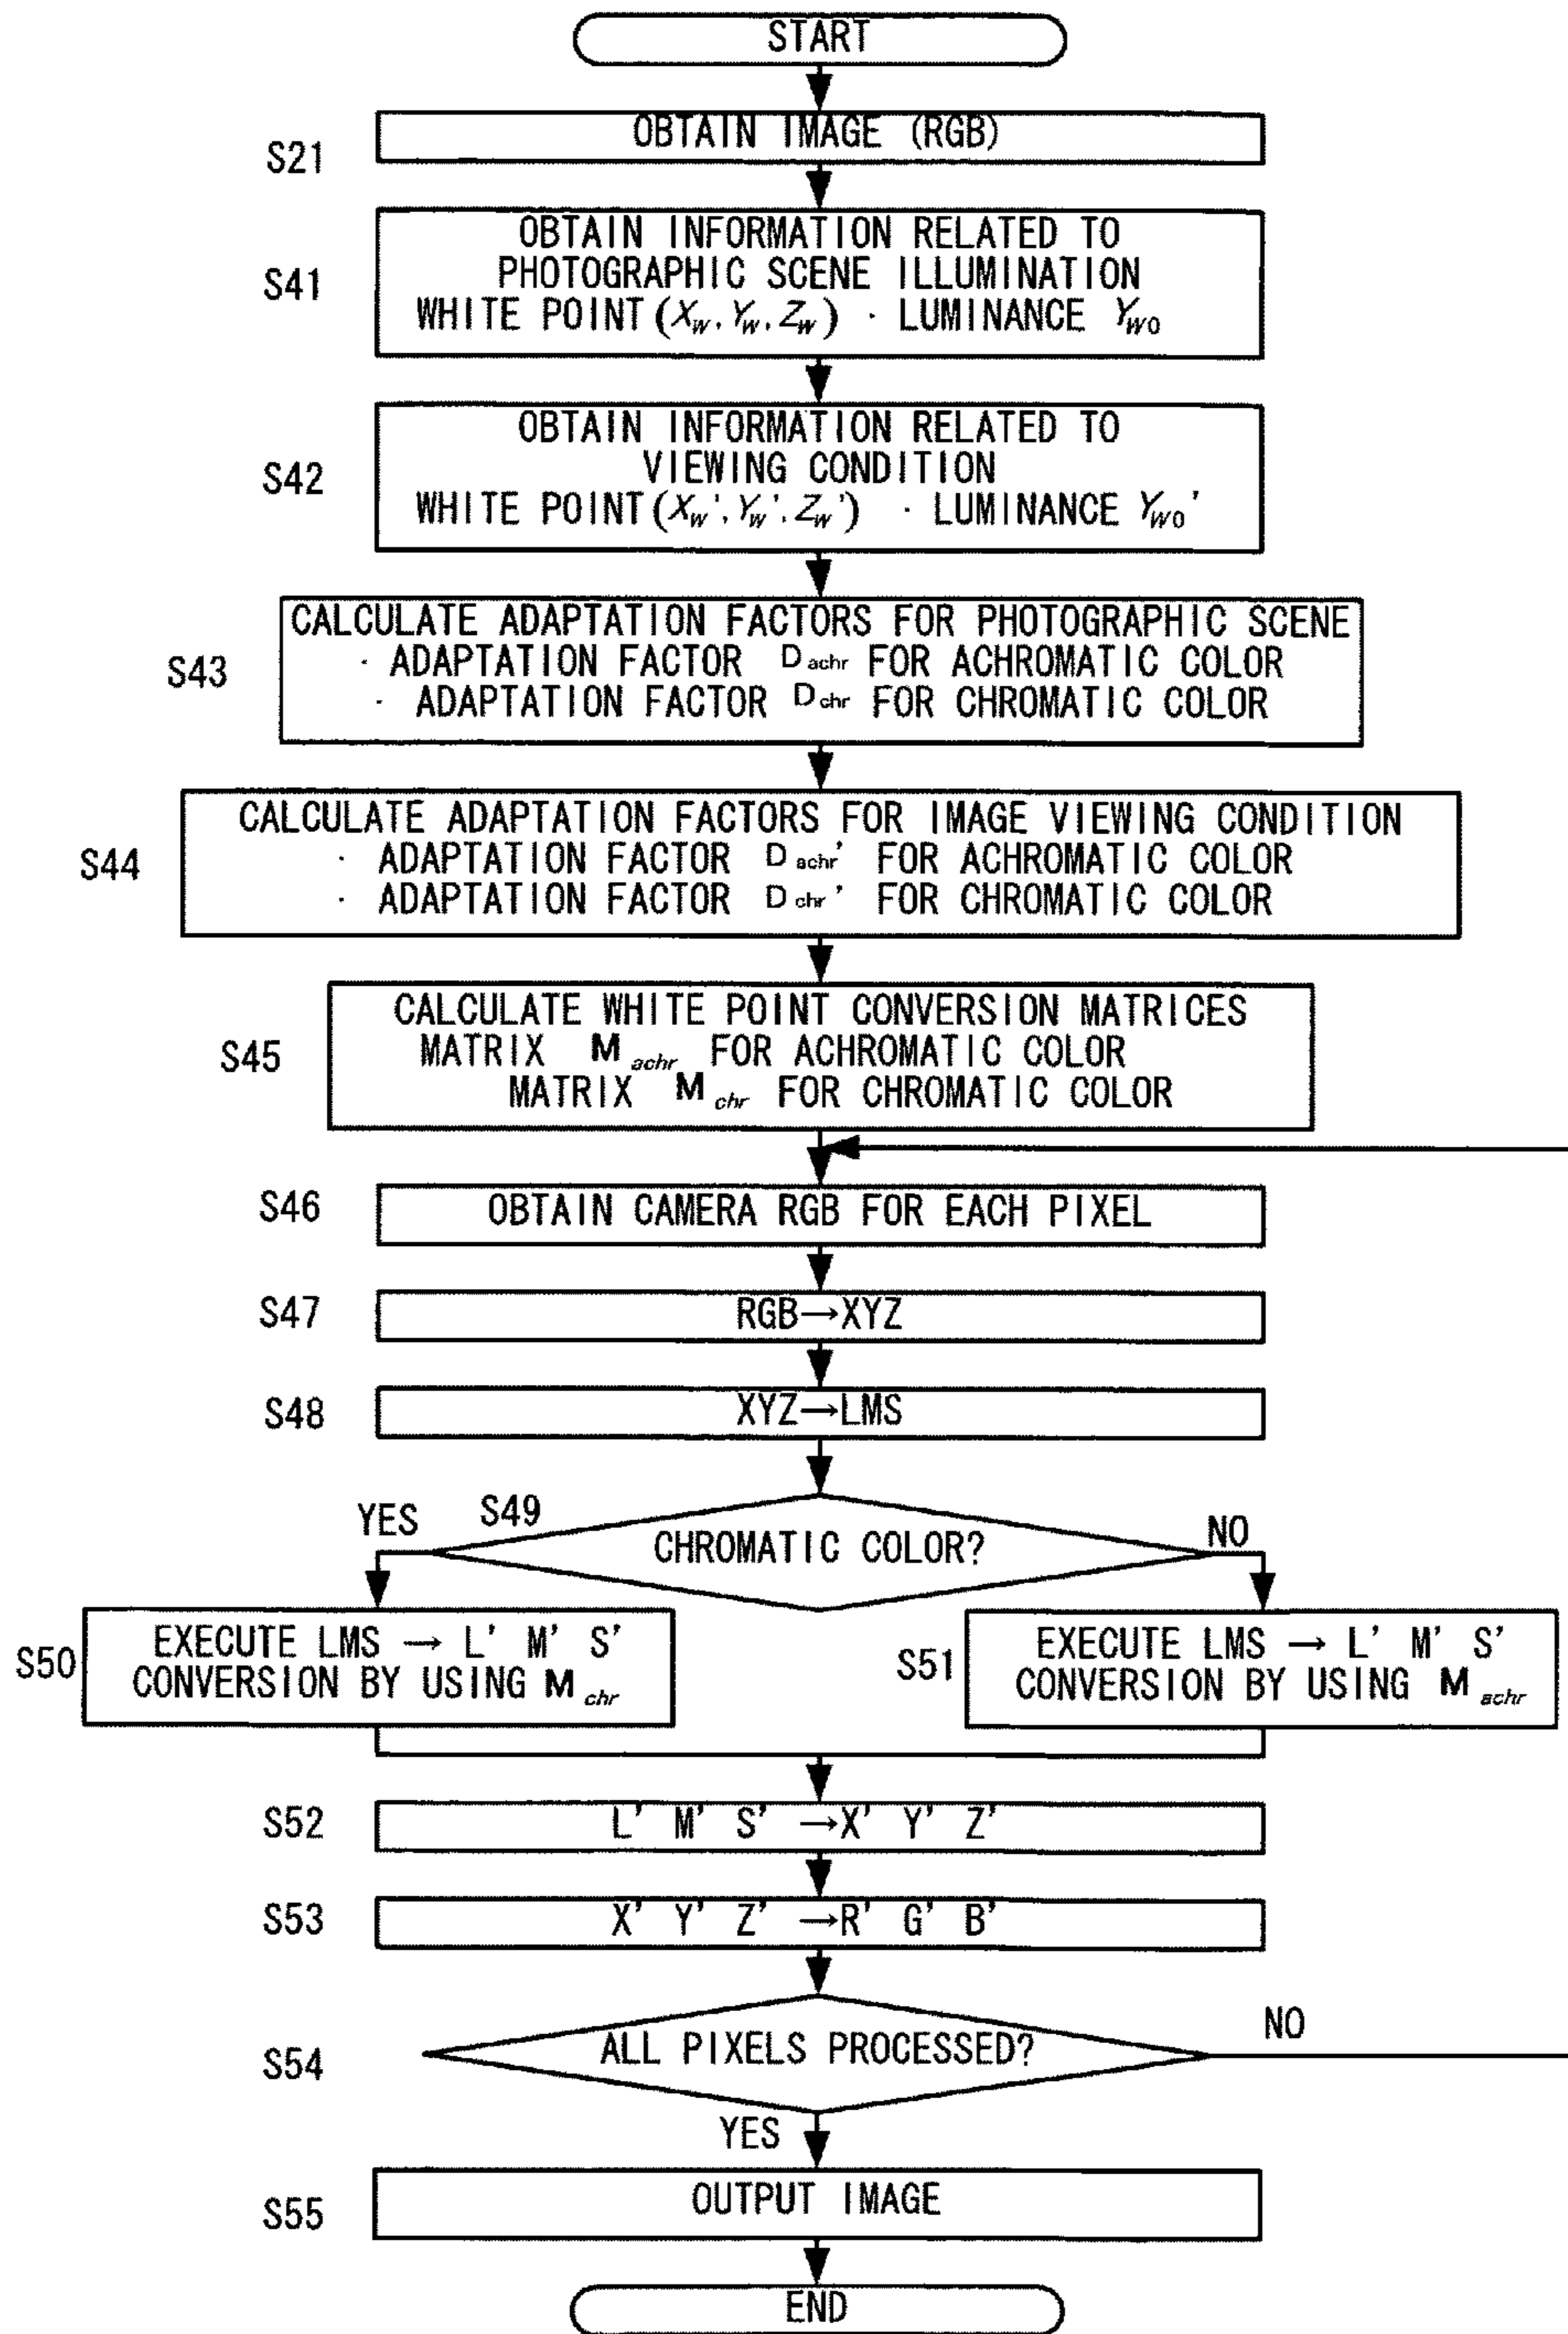 START
S21
OBTAIN IMAGE (RGB)
S41
OBTAIN INFORMATION RELATED TO
PHOTOGRAPHIC SCENE ILLUMINATION
WHITE POINT (Xw, Yw, Zw) · LUMINANCE Yw0
S42
OBTAIN INFORMATION RELATED TO
VIEWING CONDITION
WHITE POINT (Xw', Yw', Zw') · LUMINANCE Yw0'
S43
CALCULATE ADAPTATION FACTORS FOR PHOTOGRAPHIC SCENE
· ADAPTATION FACTOR Dachr FOR ACHROMATIC COLOR
· ADAPTATION FACTOR Dchr FOR CHROMATIC COLOR
S44
CALCULATE ADAPTATION FACTORS FOR IMAGE VIEWING CONDITION
· ADAPTATION FACTOR Dachr' FOR ACHROMATIC COLOR
· ADAPTATION FACTOR Dchr' FOR CHROMATIC COLOR
S45
CALCULATE WHITE POINT CONVERSION MATRICES
MATRIX Machr FOR ACHROMATIC COLOR
MATRIX Mchr FOR CHROMATIC COLOR
S46
OBTAIN CAMERA RGB FOR EACH PIXEL
S47
RGB→XYZ
S48
XYZ→LMS
S49
CHROMATIC COLOR?
YES
NO
S50
EXECUTE LMS → L' M' S'
CONVERSION BY USING Mchr
S51
EXECUTE LMS → L' M' S'
CONVERSION BY USING Machr
S52
L' M' S' →X' Y' Z'
S53
X' Y' Z' →R' G' B'
S54
ALL PIXELS PROCESSED?
NO
YES
S55
OUTPUT IMAGE
END